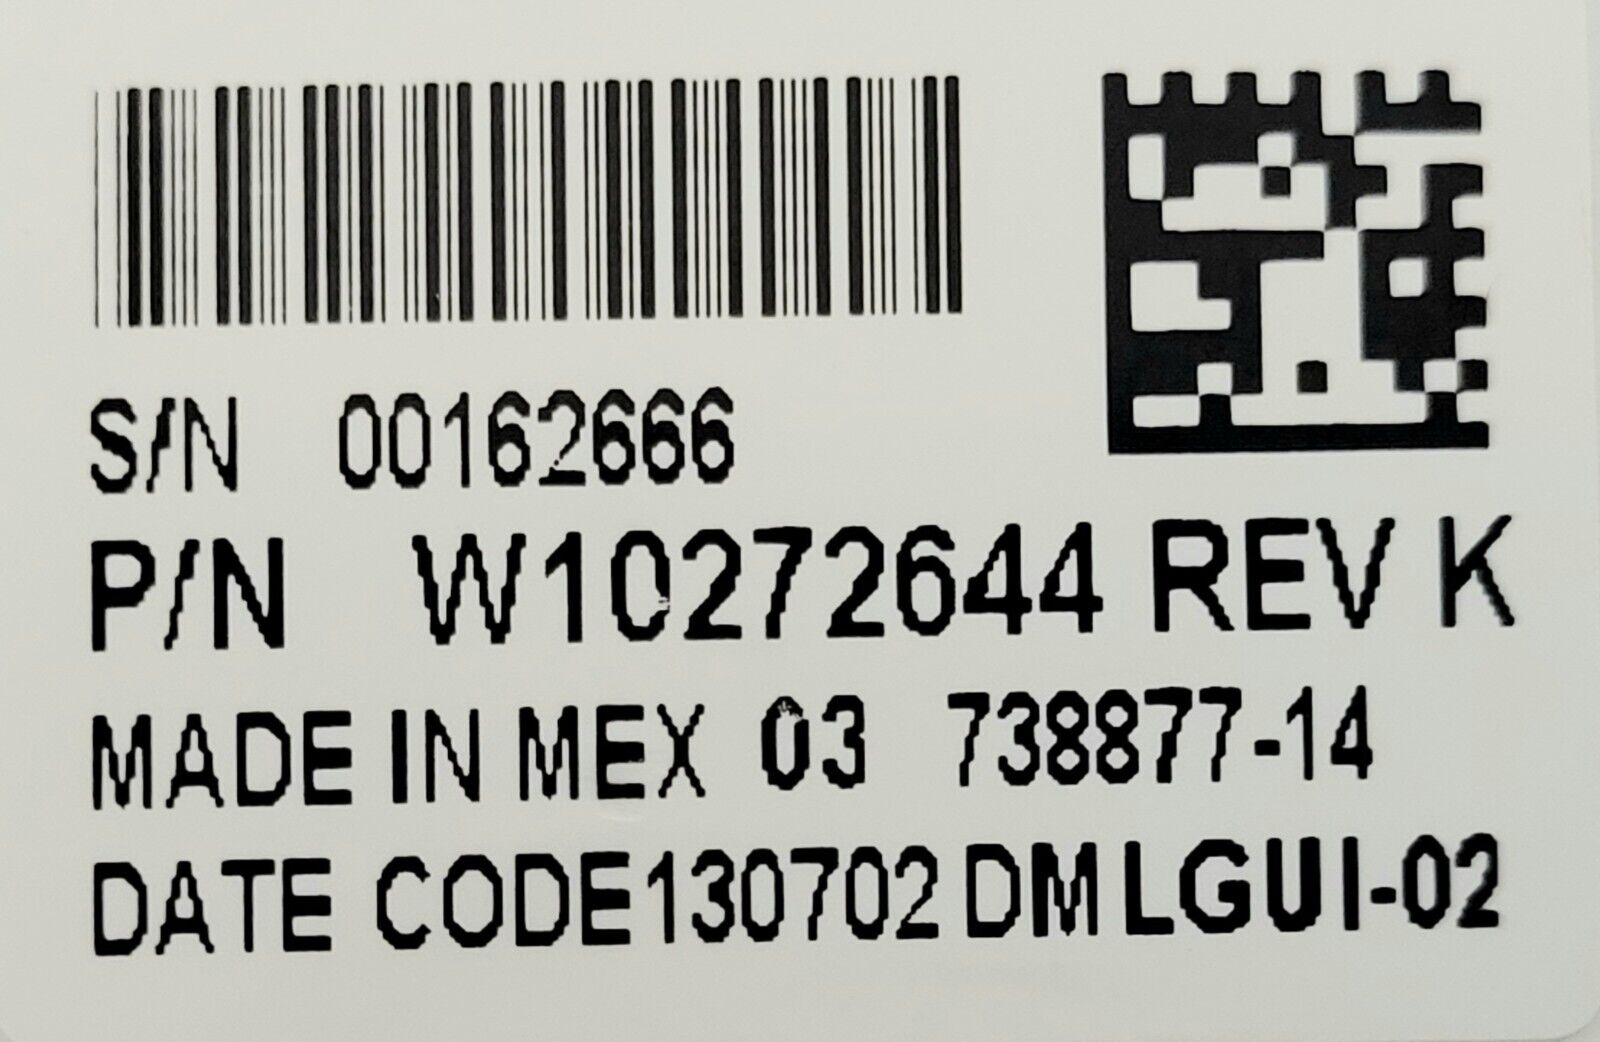 S/N 00162666
P/N W10272644 REV K
MADE IN MEX 03 738877-14
DATE CODE130702 DM LGUI-02